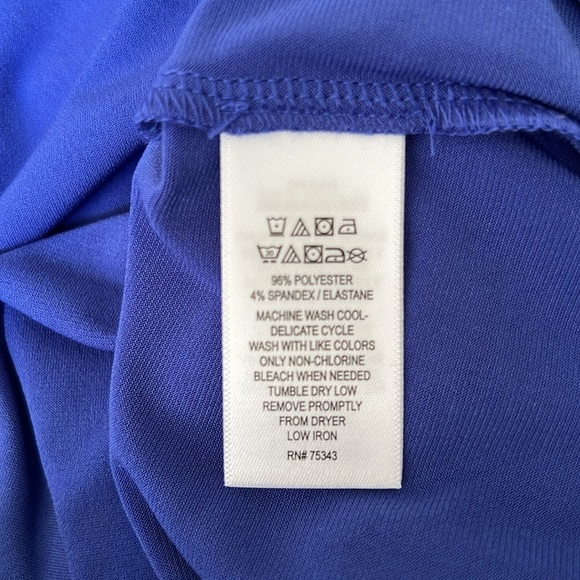 96% POLYESTER
4% SPANDEX / ELASTANE
MACHINE WASH COOL-
DELICATE CYCLE
WASH WITH LIKE COLORS
ONLY NON-CHLORINE
BLEACH WHEN NEEDED
TUMBLE DRY LOW
REMOVE PROMPTLY
FROM DRYER
LOW IRON
RN# 75343